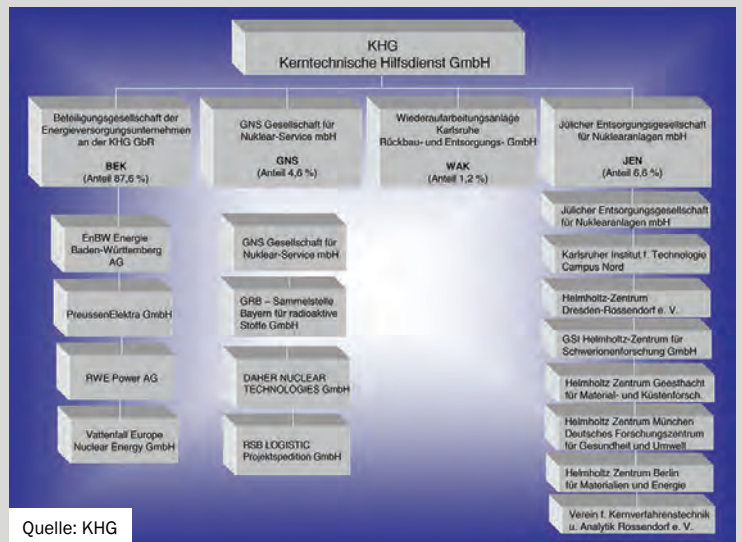 KHG
Kerntechnische Hilfsdienst GmbH
Beteiligungsgesellschaft der
Energieversorgungsunternehmen
an der KHG GbR
BEK
(Anteil 87,6 %)
GNS Gesellschaft für
Nuklear-Service mbH
GNS
(Anteil 4,6 %)
Wiederaufarbeitungsanlage
Karlsruhe
Rückbau- und Entsorgungs- GmbH
WAK
(Anteil 1,2 %)
Jülicher Entsorgungsgesellschaft
für Nuklearanlagen mbH
JEN
(Anteil 6,6 %)
EnBW Energie
Baden-Württemberg
AG
PreussenElektra GmbH
RWE Power AG
Vattenfall Europe
Nuclear Energy GmbH
GNS Gesellschaft für
Nuklear-Service mbH
GRB – Sammelstelle
Bayern für radioaktive
Stoffe GmbH
DAHER NUCLEAR
TECHNOLOGIES GmbH
RSB LOGISTIC
Projektspedition GmbH
Jülicher Entsorgungsgesellschaft
für Nuklearanlagen mbH
Karlsruher Institut f. Technologie
Campus Nord
Helmholtz-Zentrum
Dresden-Rossendorf e. V.
GSI Helmholtz-Zentrum für
Schwerionenforschung GmbH
Helmholtz Zentrum Geesthacht
für Material- und Küstenforsch.
Helmholtz Zentrum München
Deutsches Forschungszentrum
für Gesundheit und Umwelt
Helmholtz Zentrum Berlin
für Materialien und Energie
Verein f. Kernverfahrenstechnik
u. Analytik Rossendorf e. V.
Quelle: KHG